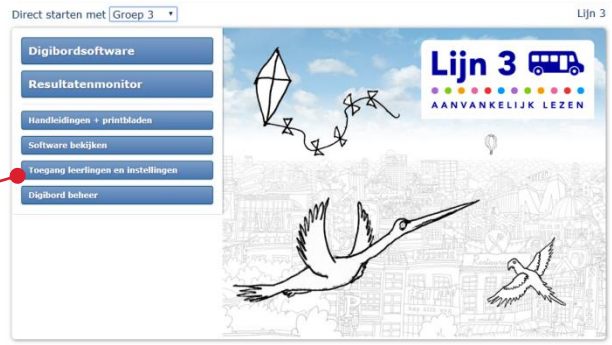 Direct starten met Groep 3
Lijn 3
Digibordsoftware
Resultatenmonitor
Handleidingen + printbladen
Software bekijken
Toegang leerlingen en instellingen
Digibord beheer
Lijn 3
AANVANKELIJK LEZEN